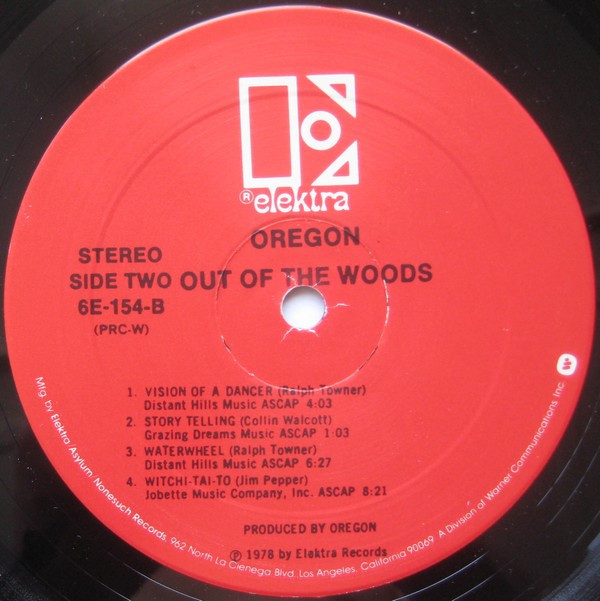 ® elektra
OREGON
STEREO
SIDE TWO OUT OF THE WOODS
6E-154-B
(PRC-W)
1. VISION OF A DANCER (Ralph Towner)
Distant Hills Music ASCAP 4:03
2. STORY TELLING (Collin Walcott)
Grazing Dreams Music ASCAP 1:03
3. WATERWHEEL (Ralph Towner)
Distant Hills Music ASCAP 6:27
4. WITCHI-TAI-TO (Jim Pepper)
Jobette Music Company, Inc. ASCAP 8:21
PRODUCED BY OREGON
℗ 1978 by Elektra Records
Mfg. by Elektra/Asylum/Nonesuch Records, 962 North La Cienega Blvd. Los Angeles, California 90069 A Division of Warner Communications Inc.